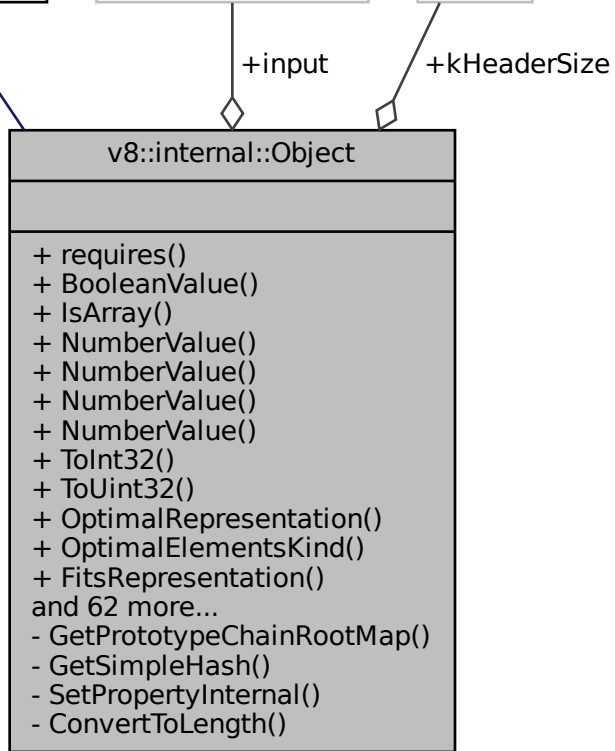 +input
+kHeaderSize
v8::internal::Object
+ requires()
+ BooleanValue()
+ IsArray()
+ NumberValue()
+ NumberValue()
+ NumberValue()
+ NumberValue()
+ ToInt32()
+ ToUint32()
+ OptimalRepresentation()
+ OptimalElementsKind()
+ FitsRepresentation()
and 62 more...
- GetPrototypeChainRootMap()
- GetSimpleHash()
- SetPropertyInternal()
- ConvertToLength()